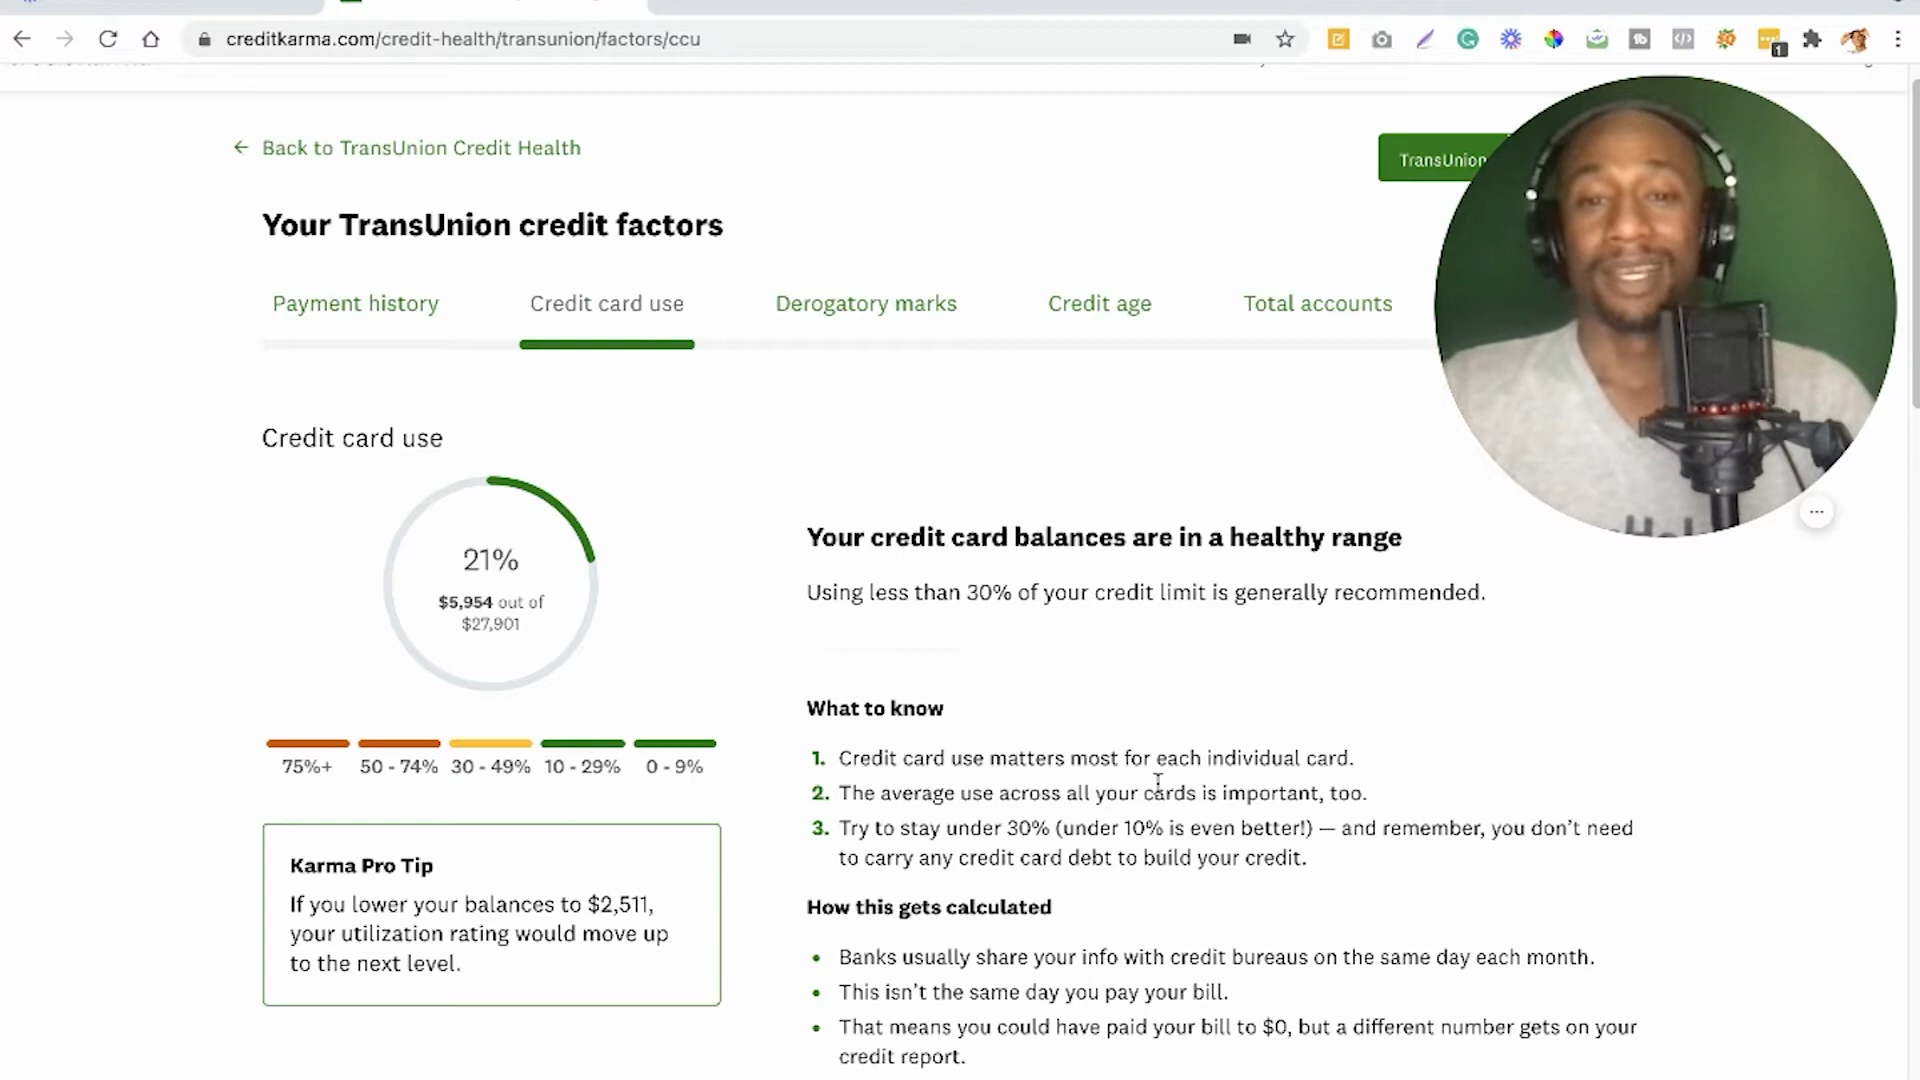 creditkarma.com/credit-health/transunion/factors/ccu
1
← Back to TransUnion Credit Health
TransUnion
Your TransUnion credit factors
Payment history
Credit card use
Derogatory marks
Credit age
Total accounts
Credit card use
21%
$5,954 out of
$27,901
75%+
50 - 74%
30 - 49%
10 - 29%
0 - 9%
Karma Pro Tip
If you lower your balances to $2,511,
your utilization rating would move up
to the next level.
Your credit card balances are in a healthy range
Using less than 30% of your credit limit is generally recommended.
What to know
1. Credit card use matters most for each individual card.
2. The average use across all your cards is important, too.
3. Try to stay under 30% (under 10% is even better!) — and remember, you don't need
to carry any credit card debt to build your credit.
How this gets calculated
• Banks usually share your info with credit bureaus on the same day each month.
• This isn't the same day you pay your bill.
• That means you could have paid your bill to $0, but a different number gets on your
credit report.